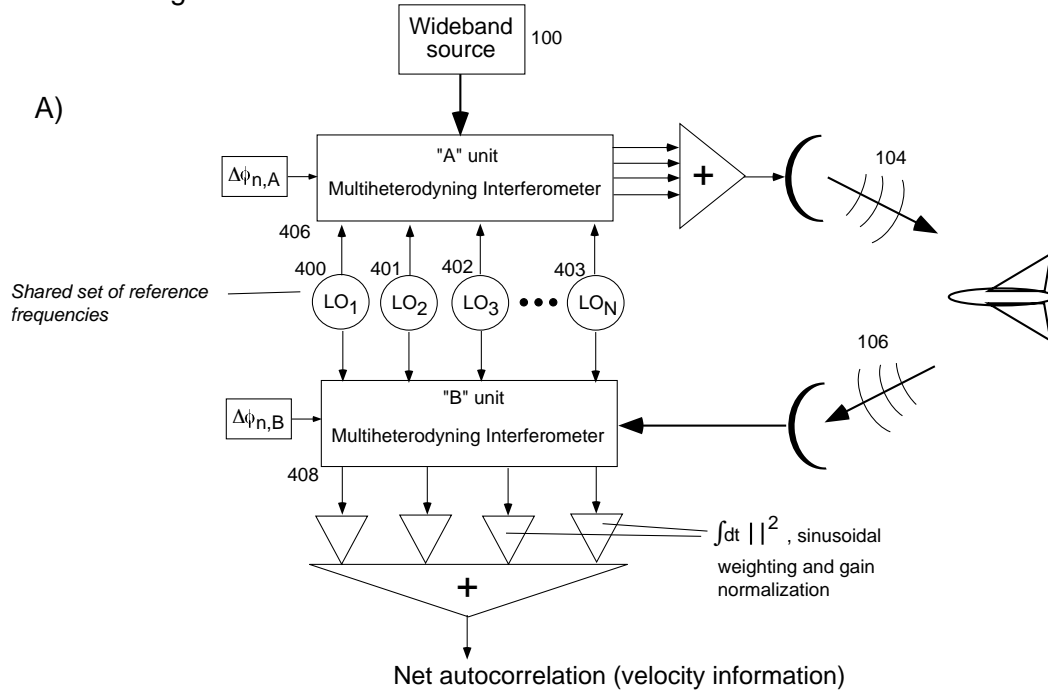 Wideband
source
100
A)
"A" unit
Multiheterodyning Interferometer
Δϕn,A
+
104
406
400
401
402
403
Shared set of reference
frequencies
LO1
LO2
LO3
•••
LON
106
"B" unit
Multiheterodyning Interferometer
Δϕn,B
408
∫dt ||2 , sinusoidal
weighting and gain
normalization
+
Net autocorrelation (velocity information)